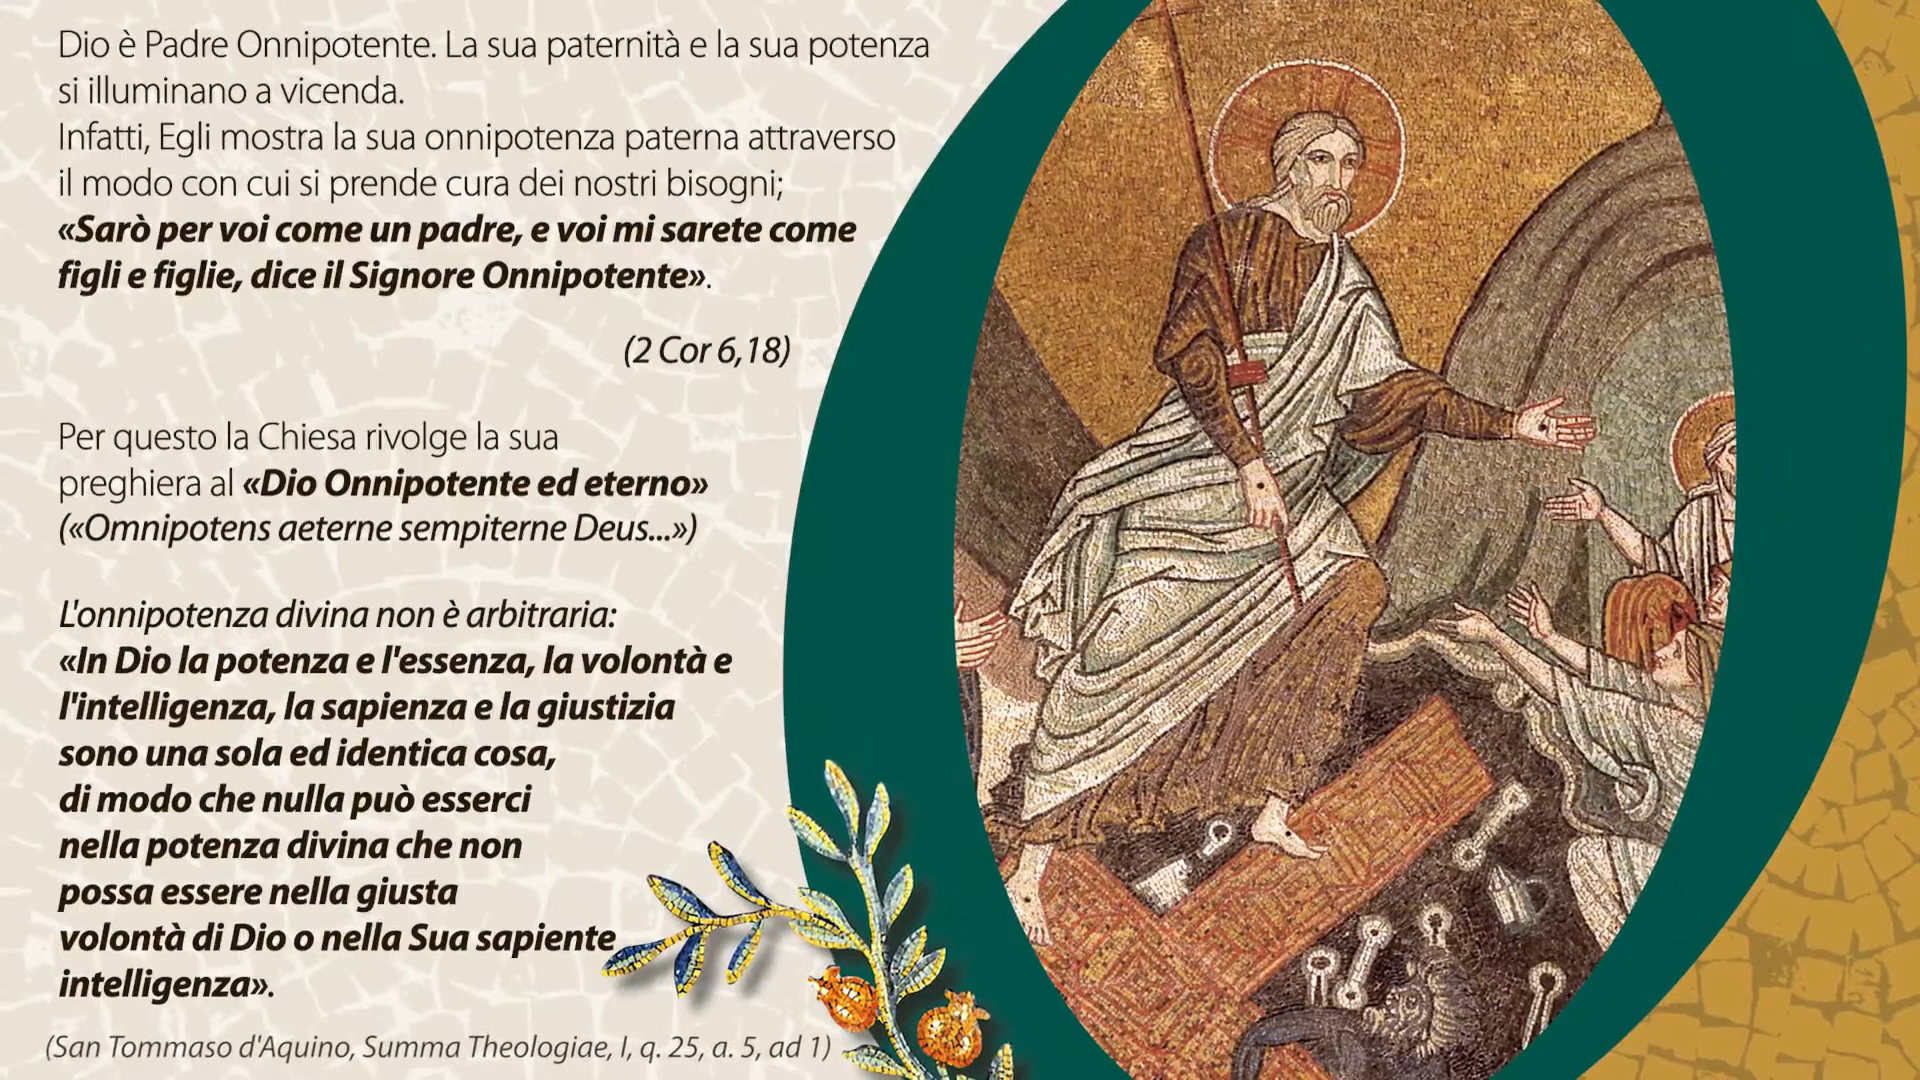 Dio è Padre Onnipotente. La sua paternità e la sua potenza
si illuminano a vicenda.
Infatti, Egli mostra la sua onnipotenza paterna attraverso
il modo con cui si prende cura dei nostri bisogni;
«Sarò per voi come un padre, e voi mi sarete come
figli e figlie, dice il Signore Onnipotente».
(2 Cor 6,18)
Per questo la Chiesa rivolge la sua
preghiera al «Dio Onnipotente ed eterno»
(«Omnipotens aeterne sempiterne Deus...»)
L'onnipotenza divina non è arbitraria:
«In Dio la potenza e l'essenza, la volontà e
l'intelligenza, la sapienza e la giustizia
sono una sola ed identica cosa,
di modo che nulla può esserci
nella potenza divina che non
possa essere nella giusta
volontà di Dio o nella Sua sapiente
intelligenza».
(San Tommaso d'Aquino, Summa Theologiae, I, q. 25, a. 5, ad 1)